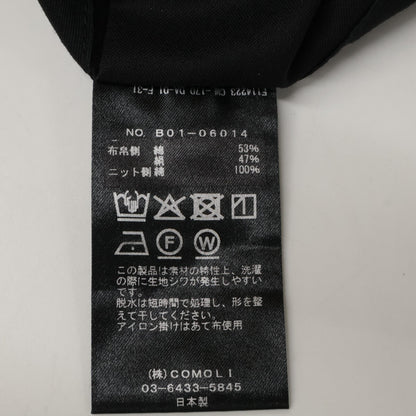 NO. B01-06014
布帛側 綿 53%
絹 47%
ニット側 綿 100%
F
W
この製品は素材の特性上、洗濯
の際に生地シワが発生しやすい
です。
脱水は短時間で処理し、形を整
えて干してください。
アイロン掛けはあて布使用
(株) COMOLI
03-6433-5845
日本製